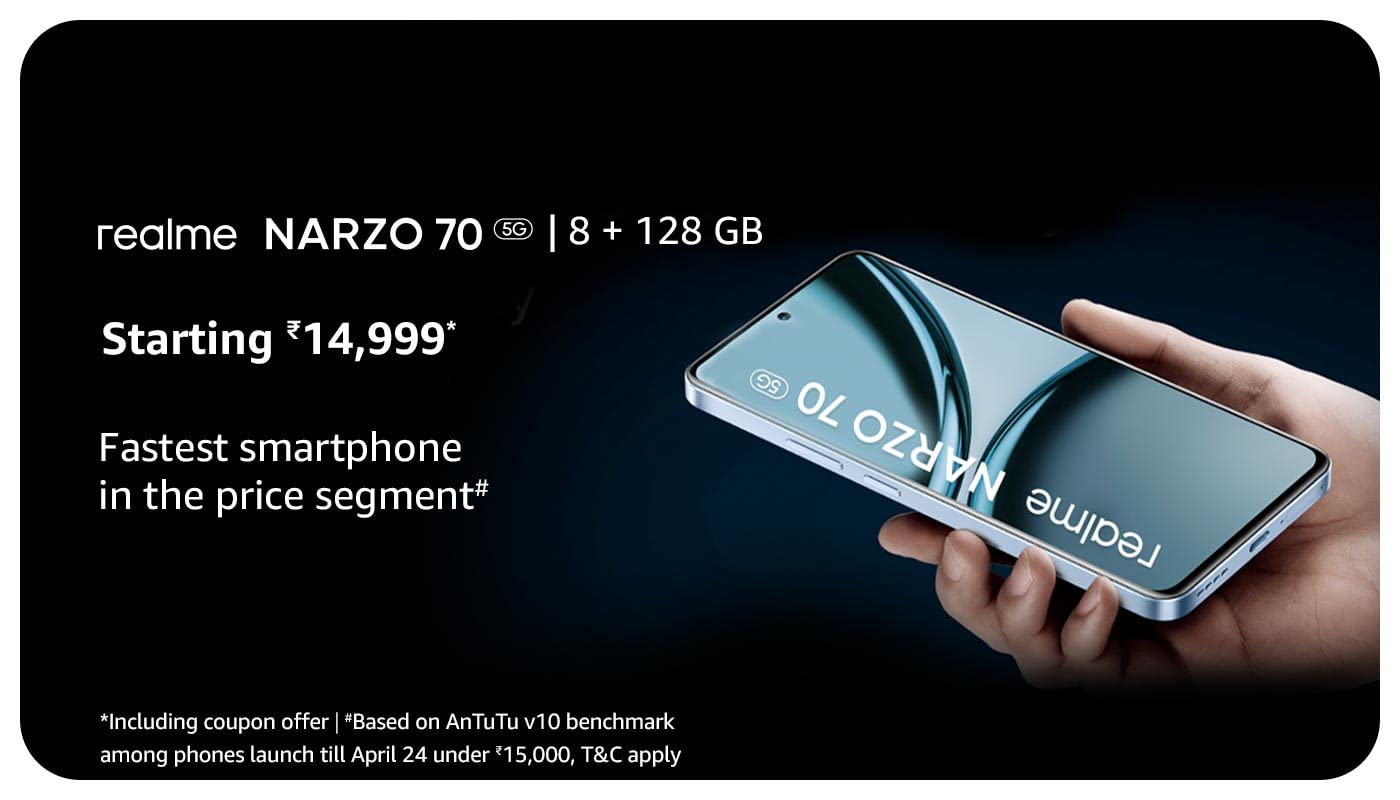 realme NARZO 70 5G | 8 + 128 GB
Starting ₹14,999*
Fastest smartphone
in the price segment#
realme NARZO 70 5G
*Including coupon offer | #Based on AnTuTu v10 benchmark
among phones launch till April 24 under ₹15,000, T&C apply